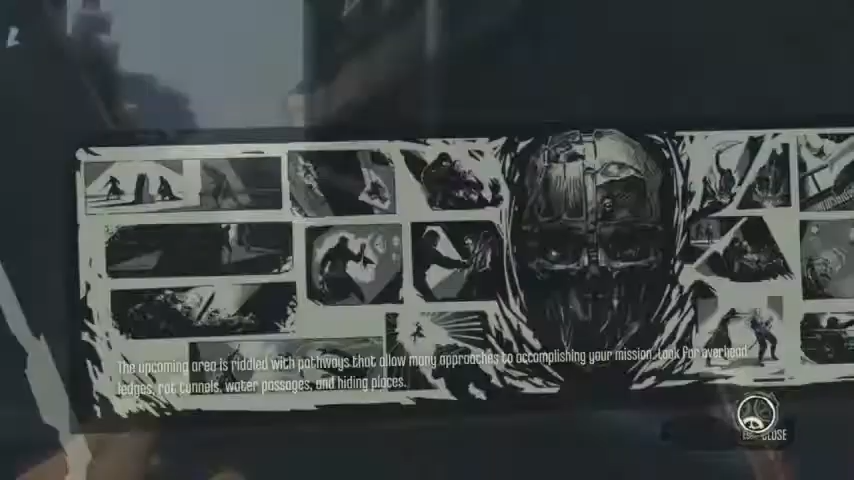 The upcoming area is riddled with pathways that allow many approaches to accomplishing your mission. Look for overhead
ledges, rat tunnels, water passages, and hiding places.
CLOSE